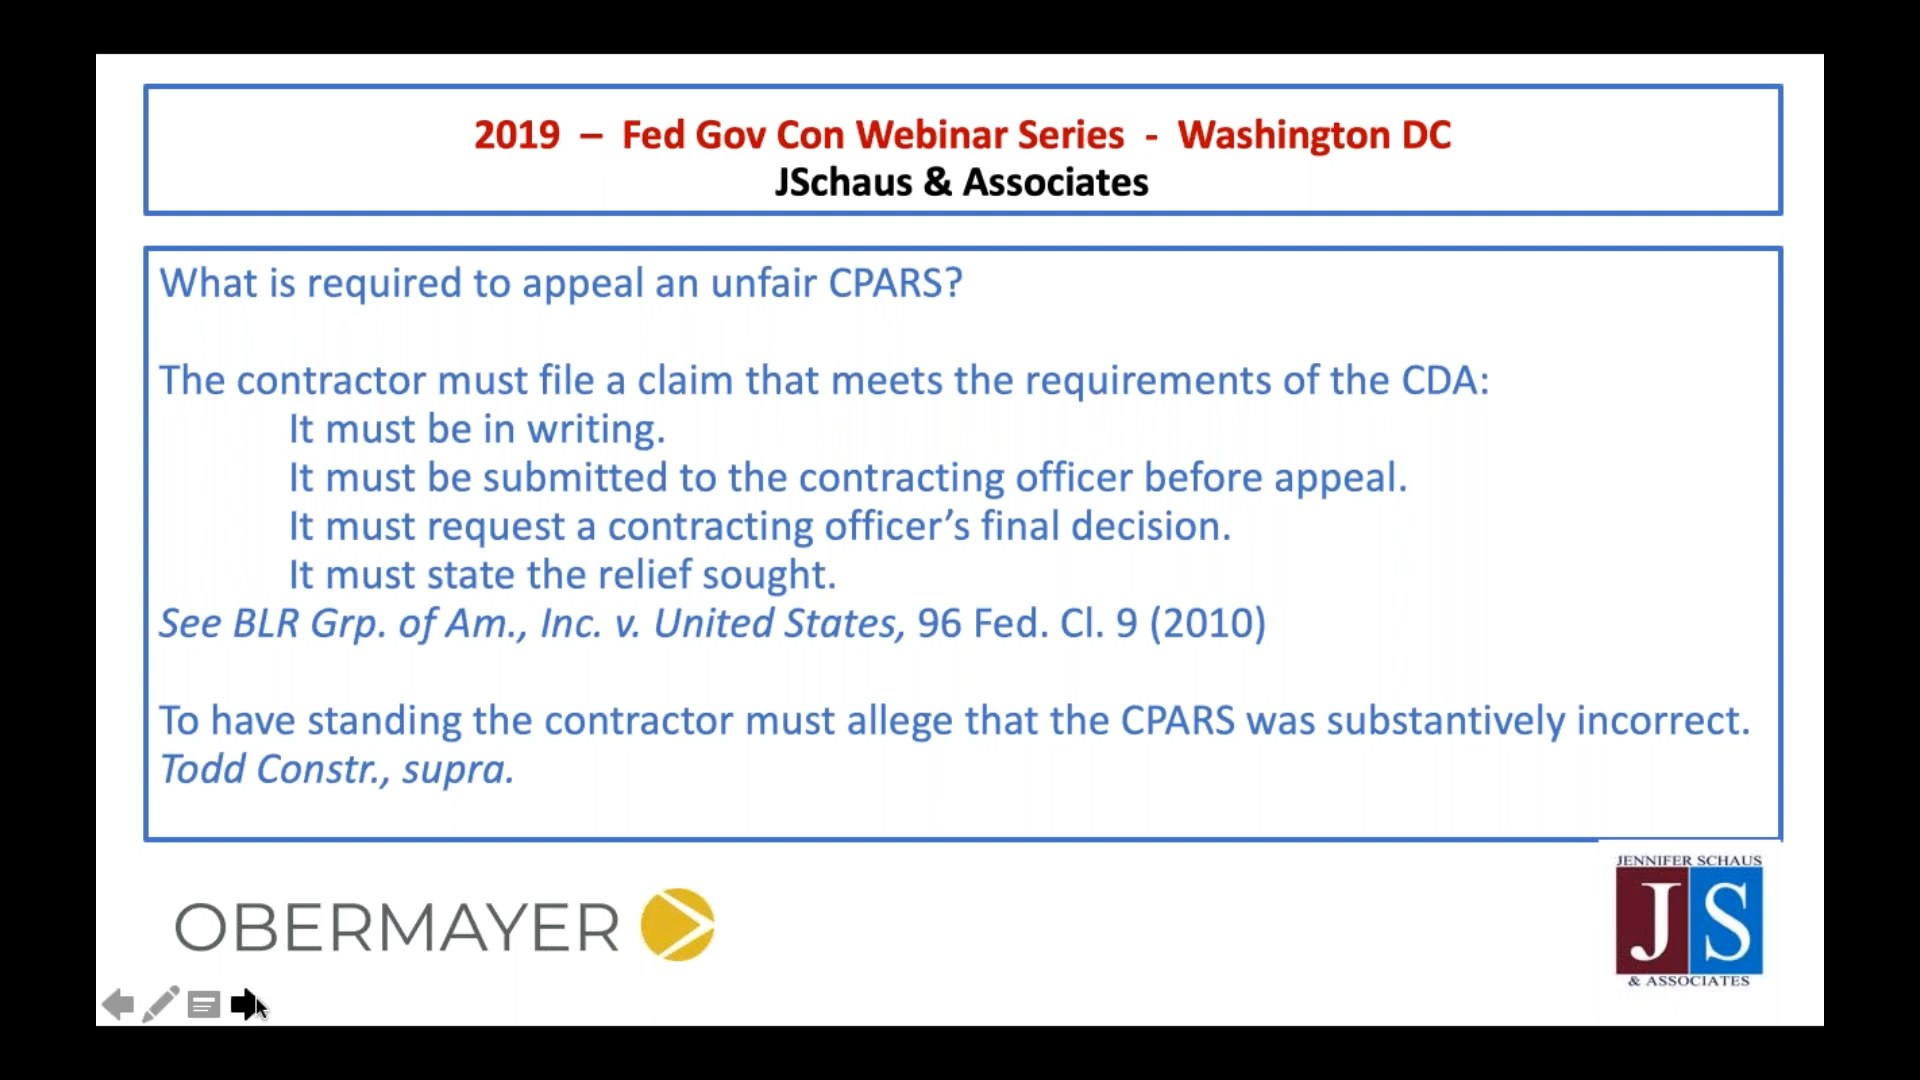 2019 – Fed Gov Con Webinar Series - Washington DC
JSchaus & Associates
What is required to appeal an unfair CPARS?
The contractor must file a claim that meets the requirements of the CDA:
It must be in writing.
It must be submitted to the contracting officer before appeal.
It must request a contracting officer’s final decision.
It must state the relief sought.
See BLR Grp. of Am., Inc. v. United States, 96 Fed. Cl. 9 (2010)
To have standing the contractor must allege that the CPARS was substantively incorrect.
Todd Constr., supra.
OBERMAYER
JENNIFER SCHAUS
JS
& ASSOCIATES